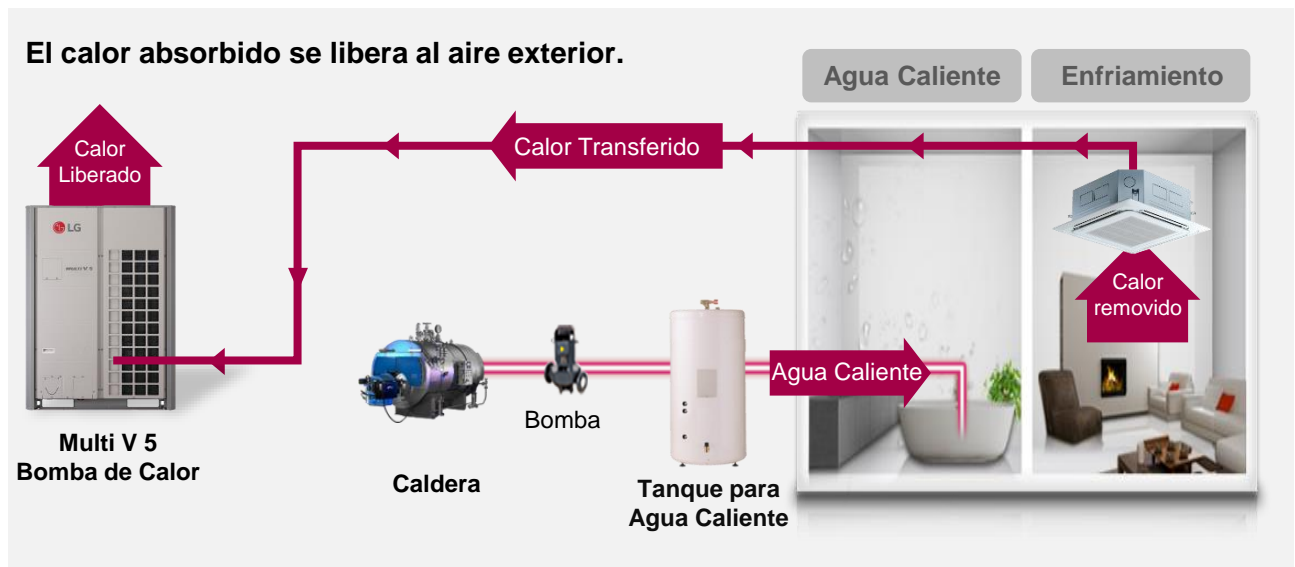 El calor absorbido se libera al aire exterior.
Agua Caliente
Enfriamiento
Calor
Liberado
Calor Transferido
LG
Calor
removido
Agua Caliente
Bomba
Multi V 5
Bomba de Calor
Caldera
Tanque para
Agua Caliente